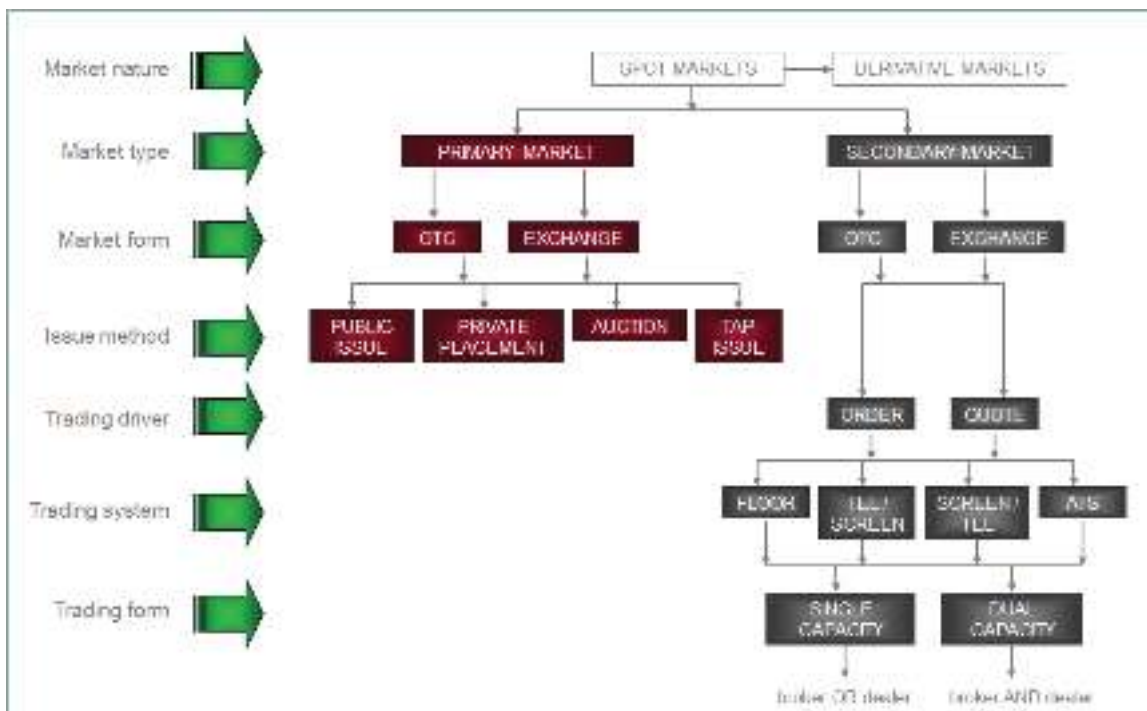 Market nature
SPOT MARKETS
DERIVATIVE MARKETS
Market type
PRIMARY MARKET
SECONDARY MARKET
Market form
OTC
EXCHANGE
OTC
EXCHANGE
Issue method
PUBLIC
ISSUE
PRIVATE
PLACEMENT
AUCTION
TAP
ISSUE
Trading driver
ORDER
QUOTE
Trading system
FLOOR
TEL /
SCREEN
SCREEN /
TEL
ATS
Trading form
SINGLE
CAPACITY
DUAL
CAPACITY
broker OR dealer
broker AND dealer